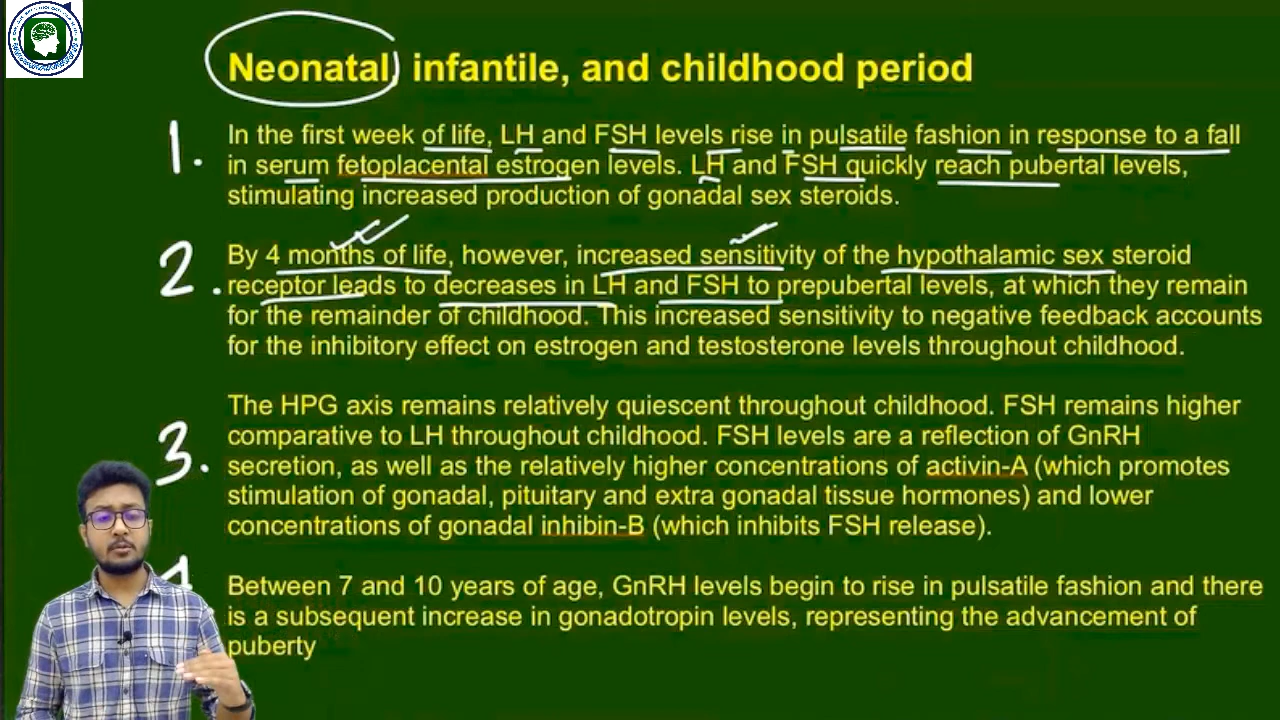 Neonatal, infantile, and childhood period
1. In the first week of life, LH and FSH levels rise in pulsatile fashion in response to a fall
in serum fetoplacental estrogen levels. LH and FSH quickly reach pubertal levels,
stimulating increased production of gonadal sex steroids.
2. By 4 months of life, however, increased sensitivity of the hypothalamic sex steroid
receptor leads to decreases in LH and FSH to prepubertal levels, at which they remain
for the remainder of childhood. This increased sensitivity to negative feedback accounts
for the inhibitory effect on estrogen and testosterone levels throughout childhood.
3. The HPG axis remains relatively quiescent throughout childhood. FSH remains higher
comparative to LH throughout childhood. FSH levels are a reflection of GnRH
secretion, as well as the relatively higher concentrations of activin-A (which promotes
stimulation of gonadal, pituitary and extra gonadal tissue hormones) and lower
concentrations of gonadal inhibin-B (which inhibits FSH release).
Between 7 and 10 years of age, GnRH levels begin to rise in pulsatile fashion and there
is a subsequent increase in gonadotropin levels, representing the advancement of
puberty